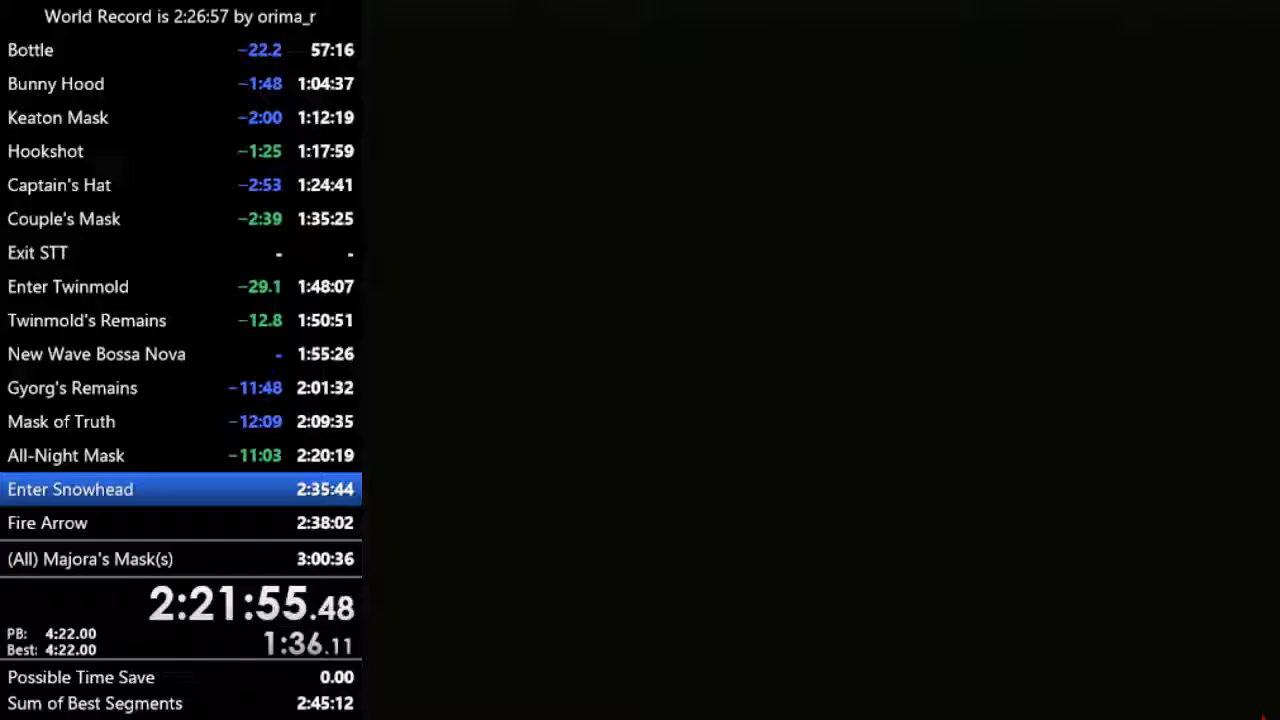 World Record is 2:26:57 by orima_r
Bottle −22.2 57:16
Bunny Hood −1:48 1:04:37
Keaton Mask −2:00 1:12:19
Hookshot −1:25 1:17:59
Captain's Hat −2:53 1:24:41
Couple's Mask −2:39 1:35:25
Exit STT - -
Enter Twinmold −29.1 1:48:07
Twinmold's Remains −12.8 1:50:51
New Wave Bossa Nova - 1:55:26
Gyorg's Remains −11:48 2:01:32
Mask of Truth −12:09 2:09:35
All-Night Mask −11:03 2:20:19
Enter Snowhead 2:35:44
Fire Arrow 2:38:02
(All) Majora's Mask(s) 3:00:36
2:21:55.48
PB: 4:22.00 1:36.11
Best: 4:22.00
Possible Time Save 0.00
Sum of Best Segments 2:45:12